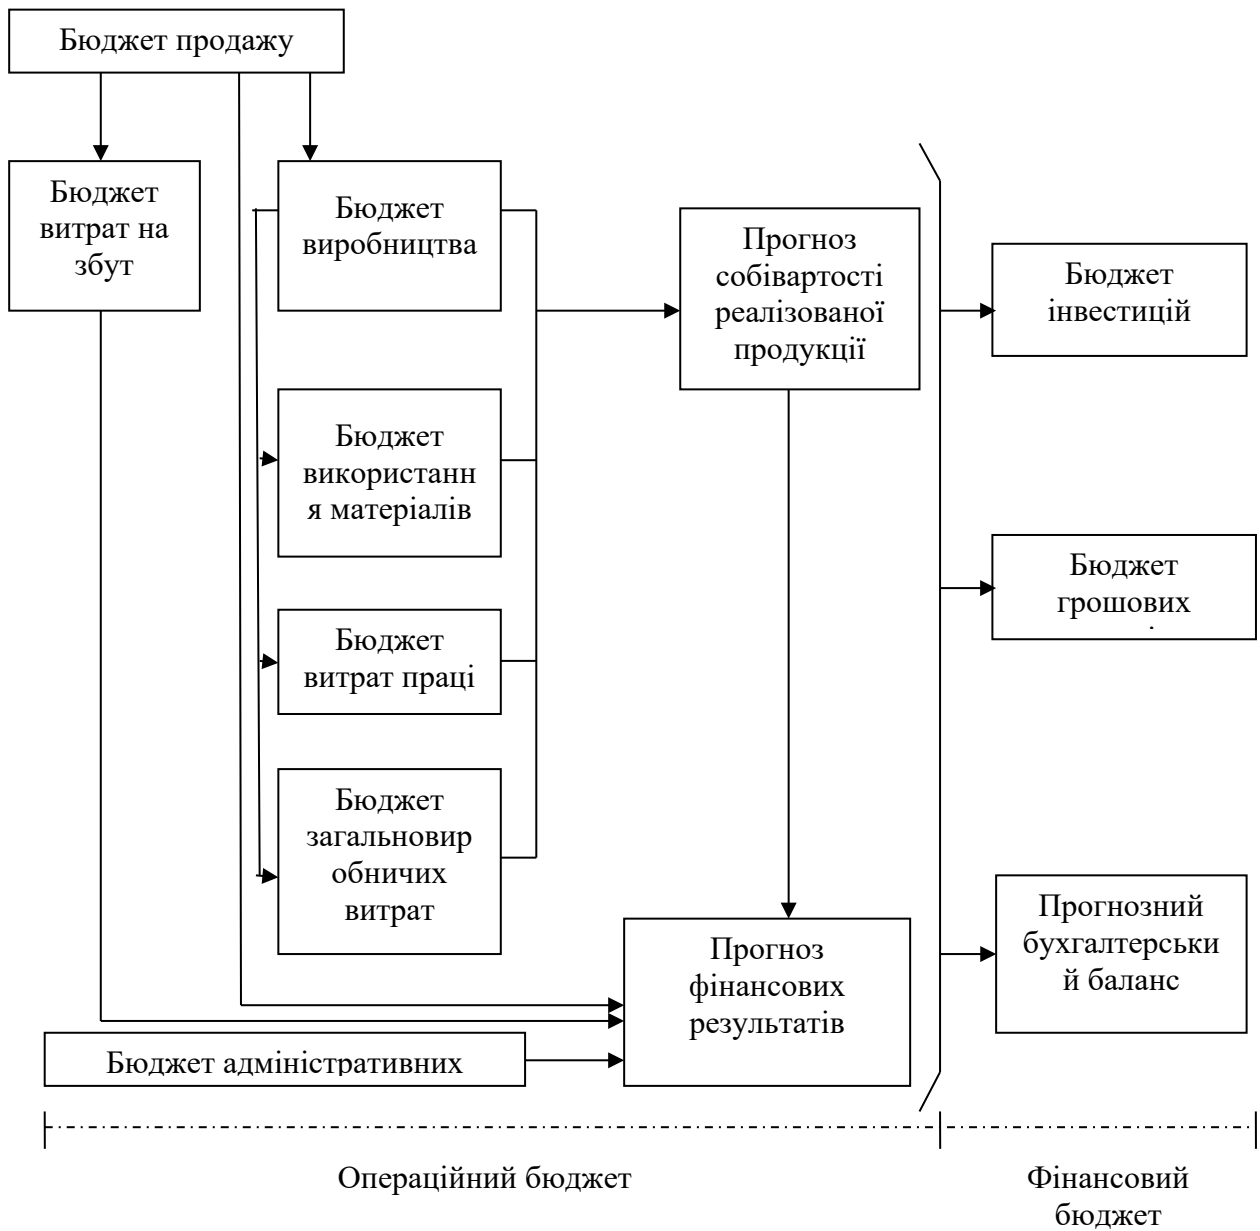 Бюджет продажу
Бюджет
витрат на
збут
Бюджет
виробництва
Прогноз
собівартості
реалізованої
продукції
Бюджет
інвестицій
Бюджет
використанн
я матеріалів
Бюджет
грошових
Бюджет
витрат праці
Бюджет
загальновир
обничих
витрат
Прогноз
фінансових
результатів
Прогнозний
бухгалтерськи
й баланс
Бюджет адміністративних
Операційний бюджет
Фінансовий
бюджет